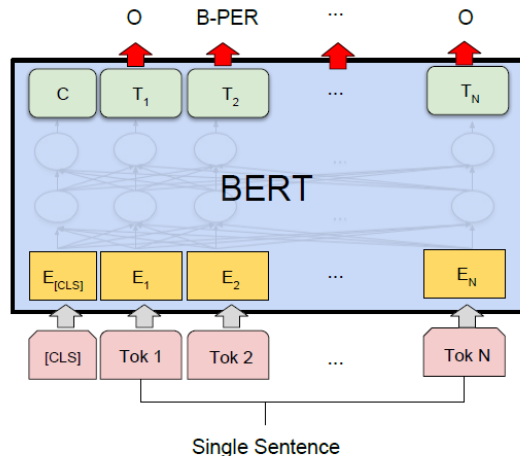 O B-PER ... O
C T1 T2 ... TN
...
BERT
...
E[CLS] E1 E2 ... EN
[CLS] Tok 1 Tok 2 ... Tok N
Single Sentence